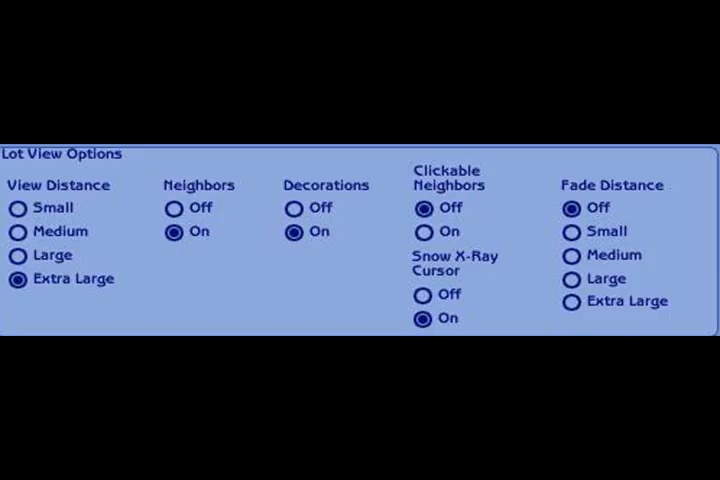 Lot View Options
View Distance
Small
Medium
Large
Extra Large
Neighbors
Off
On
Decorations
Off
On
Clickable
Neighbors
Off
On
Snow X-Ray
Cursor
Off
On
Fade Distance
Off
Small
Medium
Large
Extra Large